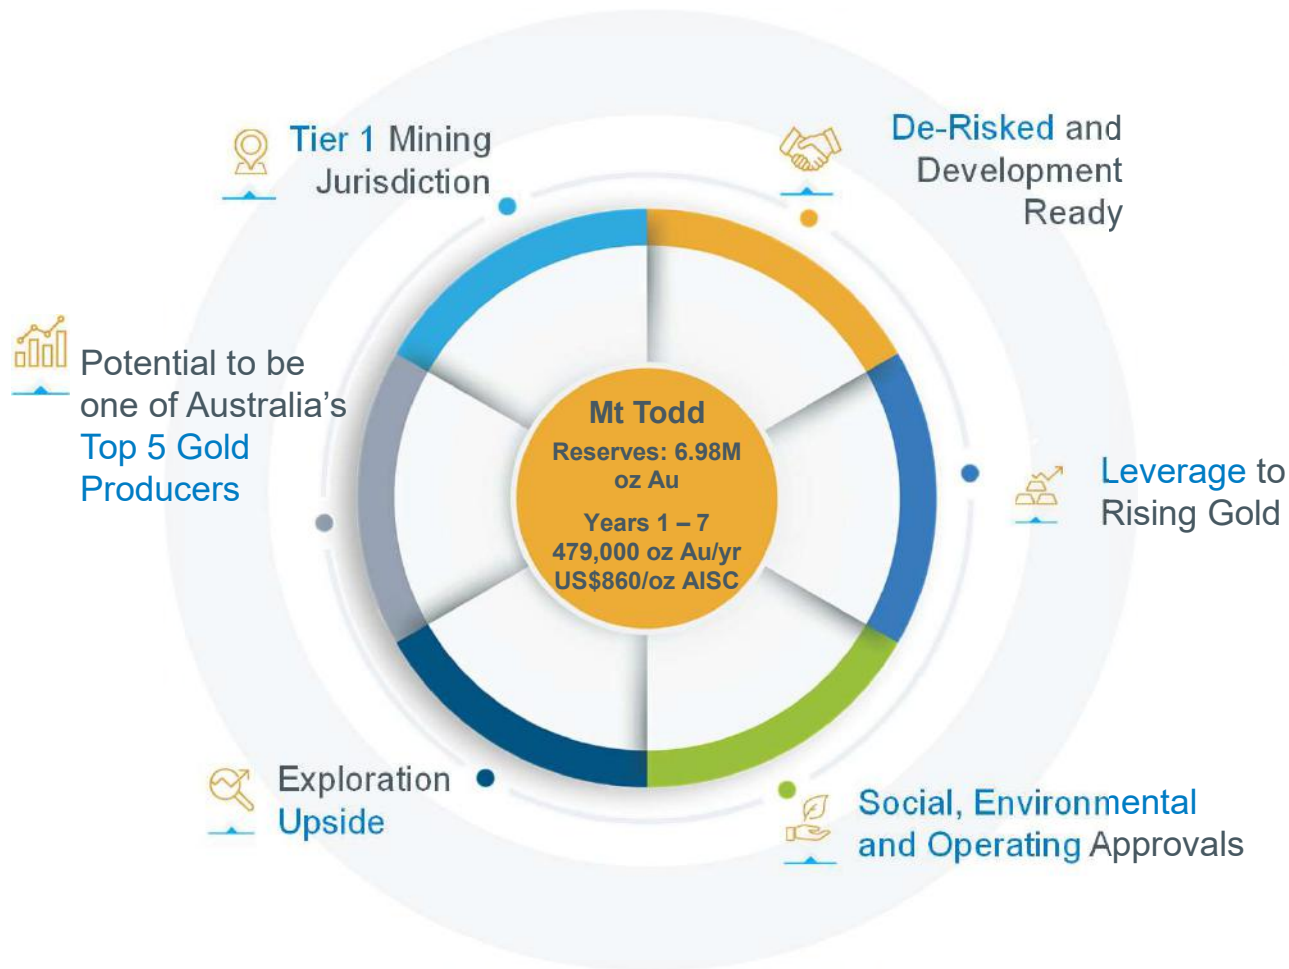 Tier 1 Mining
Jurisdiction
De-Risked and
Development
Ready
Potential to be
one of Australia’s
Top 5 Gold
Producers
Mt Todd
Reserves: 6.98M
oz Au
Years 1 – 7
479,000 oz Au/yr
US$860/oz AISC
Leverage to
Rising Gold
Exploration
Upside
Social, Environmental
and Operating Approvals